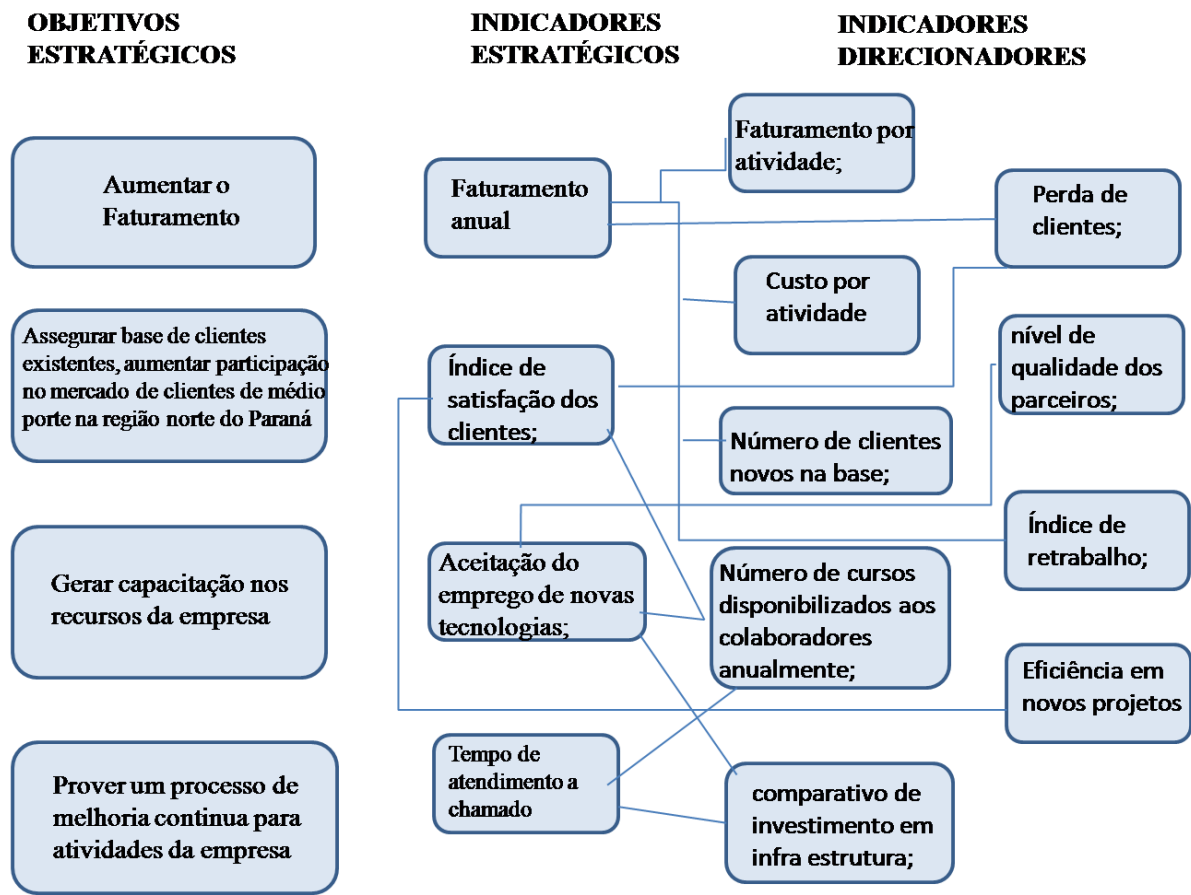 OBJETIVOS
ESTRATÉGICOS
INDICADORES
ESTRATÉGICOS
INDICADORES
DIRECIONADORES
Aumentar o
Faturamento
Assegurar base de clientes
existentes, aumentar participação
no mercado de clientes de médio
porte na região norte do Paraná
Gerar capacitação nos
recursos da empresa
Prover um processo de
melhoria continua para
atividades da empresa
Faturamento
anual
Índice de
satisfação dos
clientes;
Aceitação do
emprego de novas
tecnologias;
Tempo de
atendimento a
chamado
Faturamento por
atividade;
Custo por
atividade
Número de clientes
novos na base;
Número de cursos
disponibilizados aos
colaboradores
anualmente;
comparativo de
investimento em
infra estrutura;
Perda de
clientes;
nível de
qualidade dos
parceiros;
Índice de
retrabalho;
Eficiência em
novos projetos